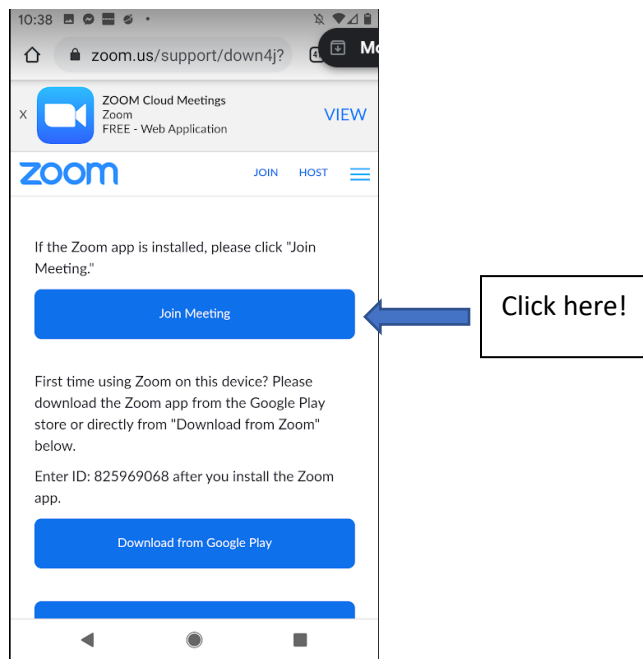 10:38
zoom.us/support/down4j?
Mo
X
ZOOM Cloud Meetings
Zoom
FREE - Web Application
VIEW
zoom
JOIN HOST
If the Zoom app is installed, please click "Join
Meeting."
Join Meeting
Click here!
First time using Zoom on this device? Please
download the Zoom app from the Google Play
store or directly from "Download from Zoom"
below.
Enter ID: 825969068 after you install the Zoom
app.
Download from Google Play